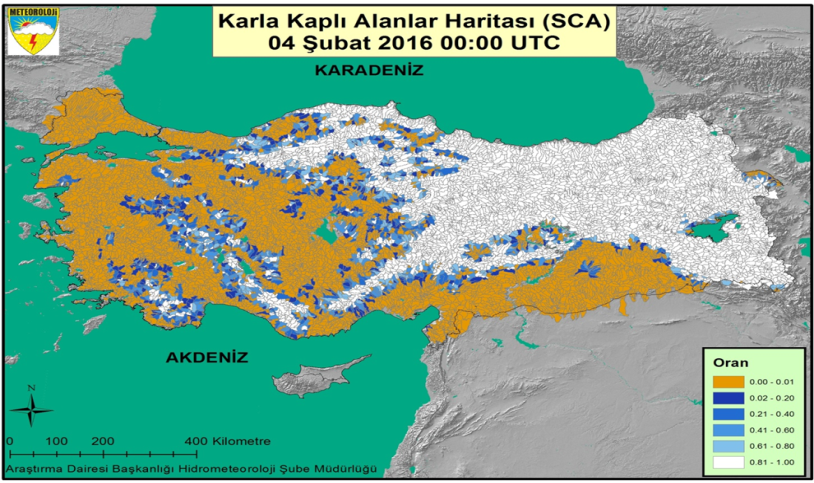 METEOROLOJİ
Karla Kaplı Alanlar Haritası (SCA)
04 Şubat 2016 00:00 UTC
KARADENİZ
AKDENİZ
N
0 100 200 400 Kilometre
Araştırma Dairesi Başkanlığı Hidrometeoroloji Şube Müdürlüğü
Oran
0.00 - 0.01
0.02 - 0.20
0.21 - 0.40
0.41 - 0.60
0.61 - 0.80
0.81 - 1.00